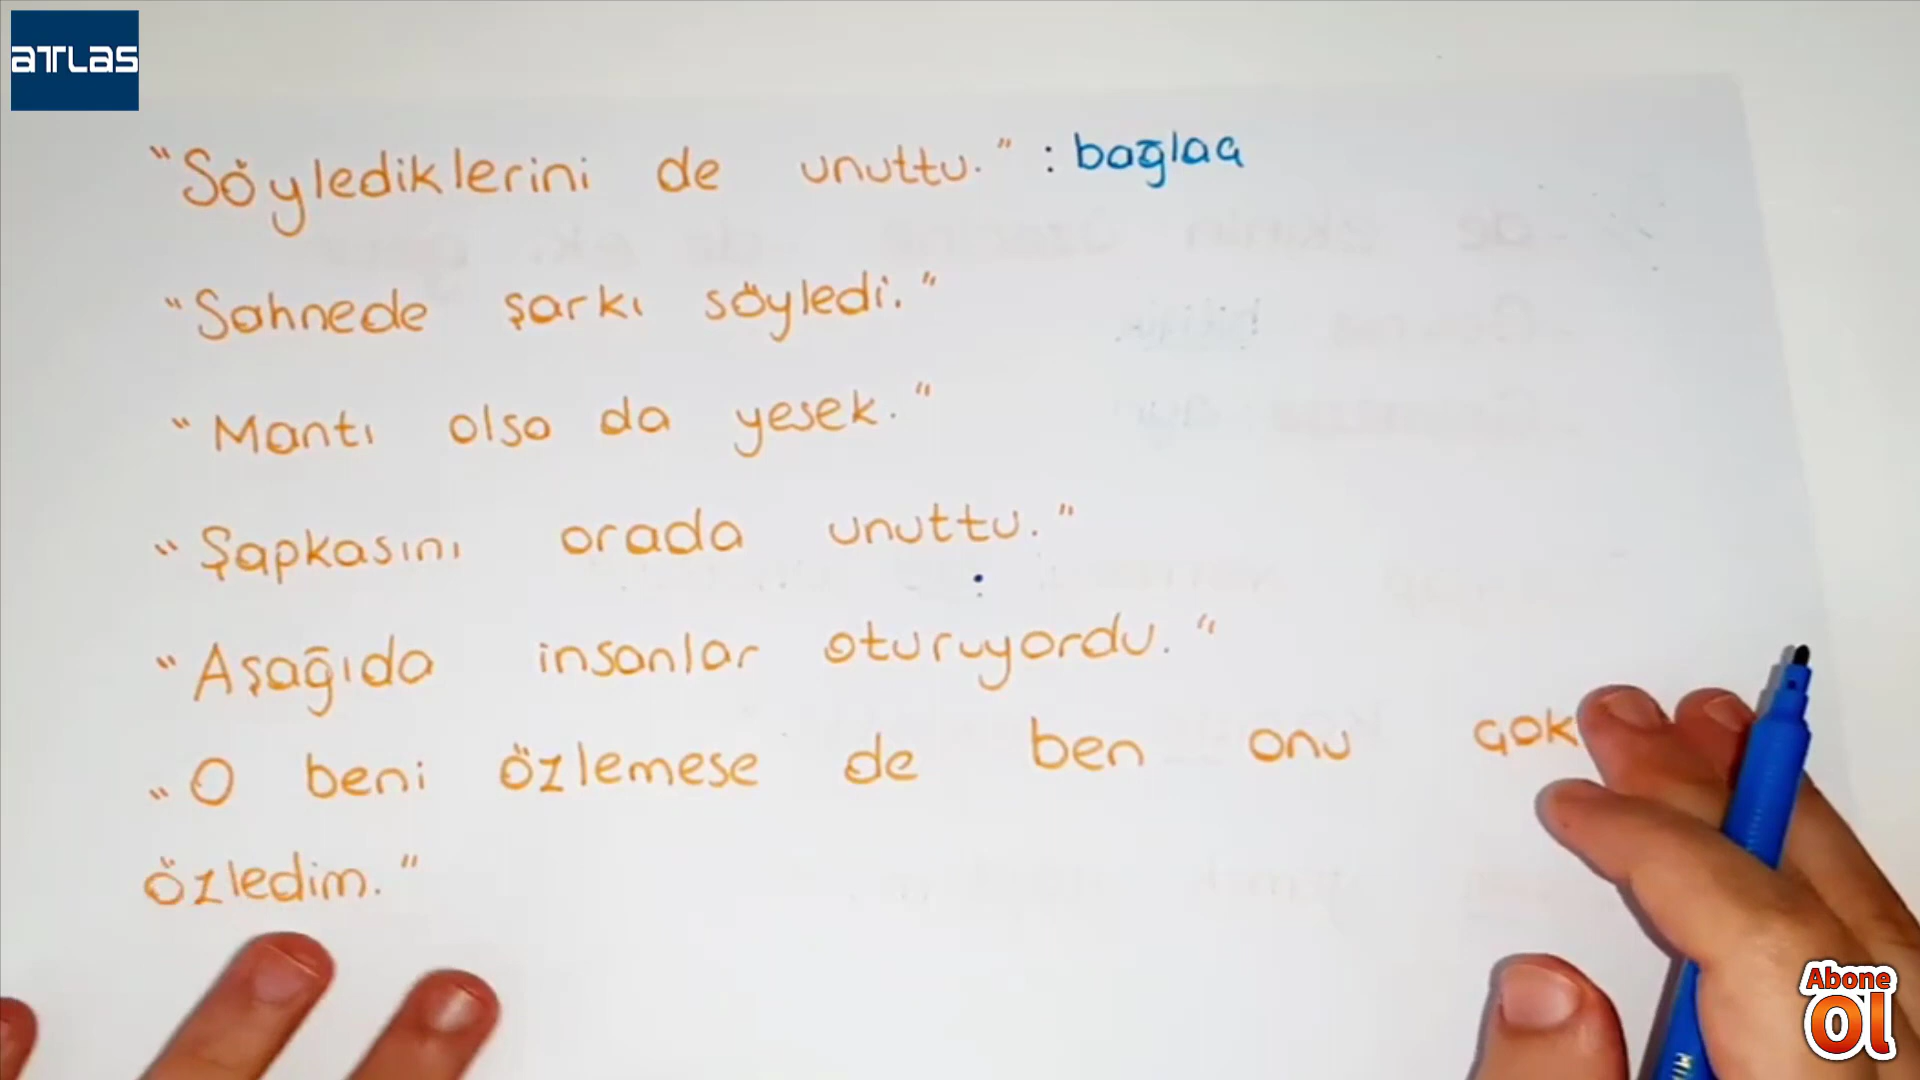 ATLAS
"Söylediklerini de unuttu." : bağlaç
"Sahnede şarkı söyledi."
"Mantı olsa da yesek."
"Şapkasını orada unuttu."
"Aşağıda insanlar oturuyordu."
"O beni özlemese de ben onu çok
özledim."
Abone
Ol